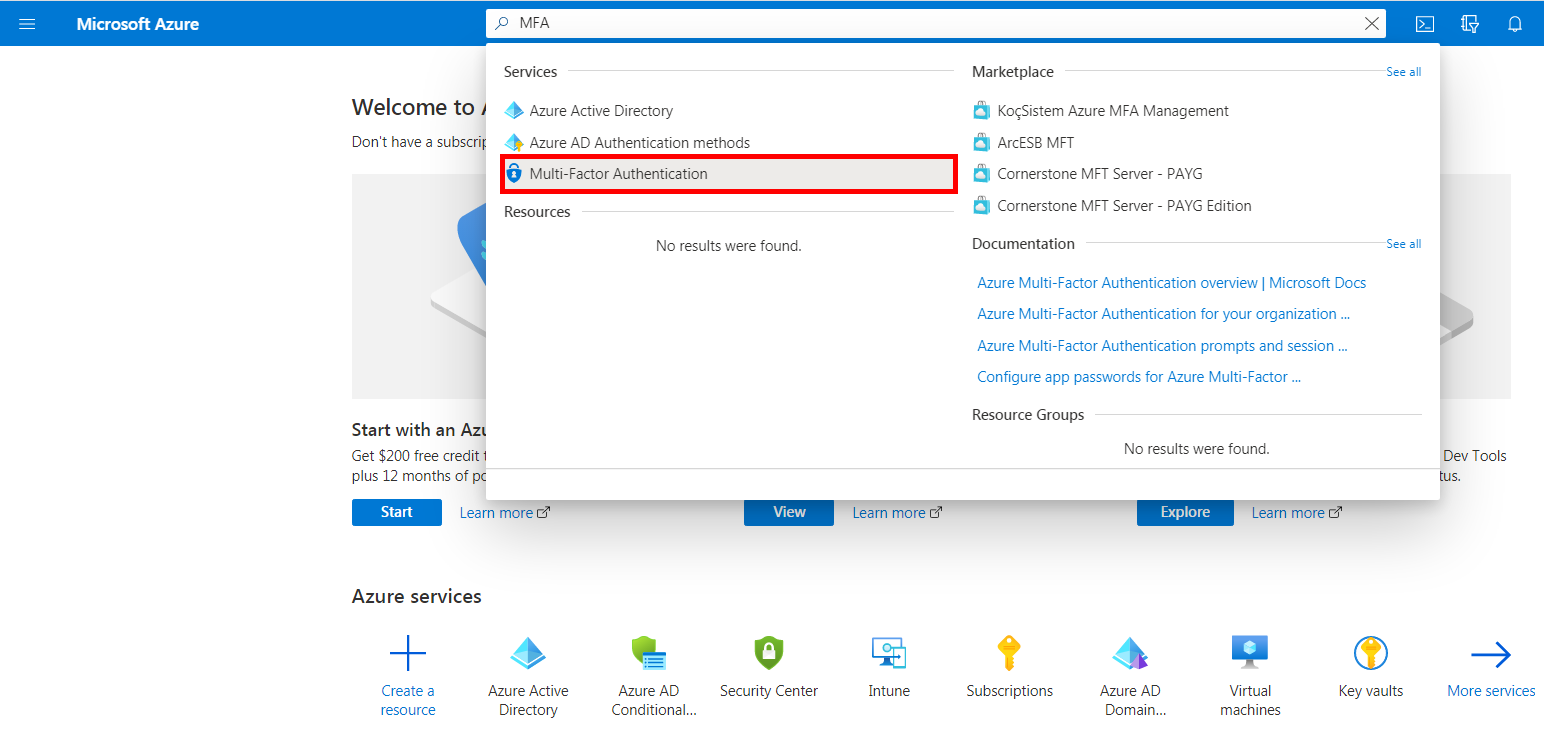 Microsoft Azure
MFA
Services
Azure Active Directory
Azure AD Authentication methods
Multi-Factor Authentication
Resources
No results were found.
Marketplace
See all
KoçSistem Azure MFA Management
ArcESB MFT
Cornerstone MFT Server - PAYG
Cornerstone MFT Server - PAYG Edition
Documentation
See all
Azure Multi-Factor Authentication overview | Microsoft Docs
Azure Multi-Factor Authentication for your organization ...
Azure Multi-Factor Authentication prompts and session ...
Configure app passwords for Azure Multi-Factor ...
Resource Groups
No results were found.
Welcome to
Don't have a
Start with an
Get $200 free credit
plus 12 months of
Start
Learn more
View
Learn more
Dev Tools
Explore
Learn more
Azure services
Create a
resource
Azure Active
Directory
Azure AD
Conditional...
Security Center
Intune
Subscriptions
Azure AD
Domain...
Virtual
machines
Key vaults
More services